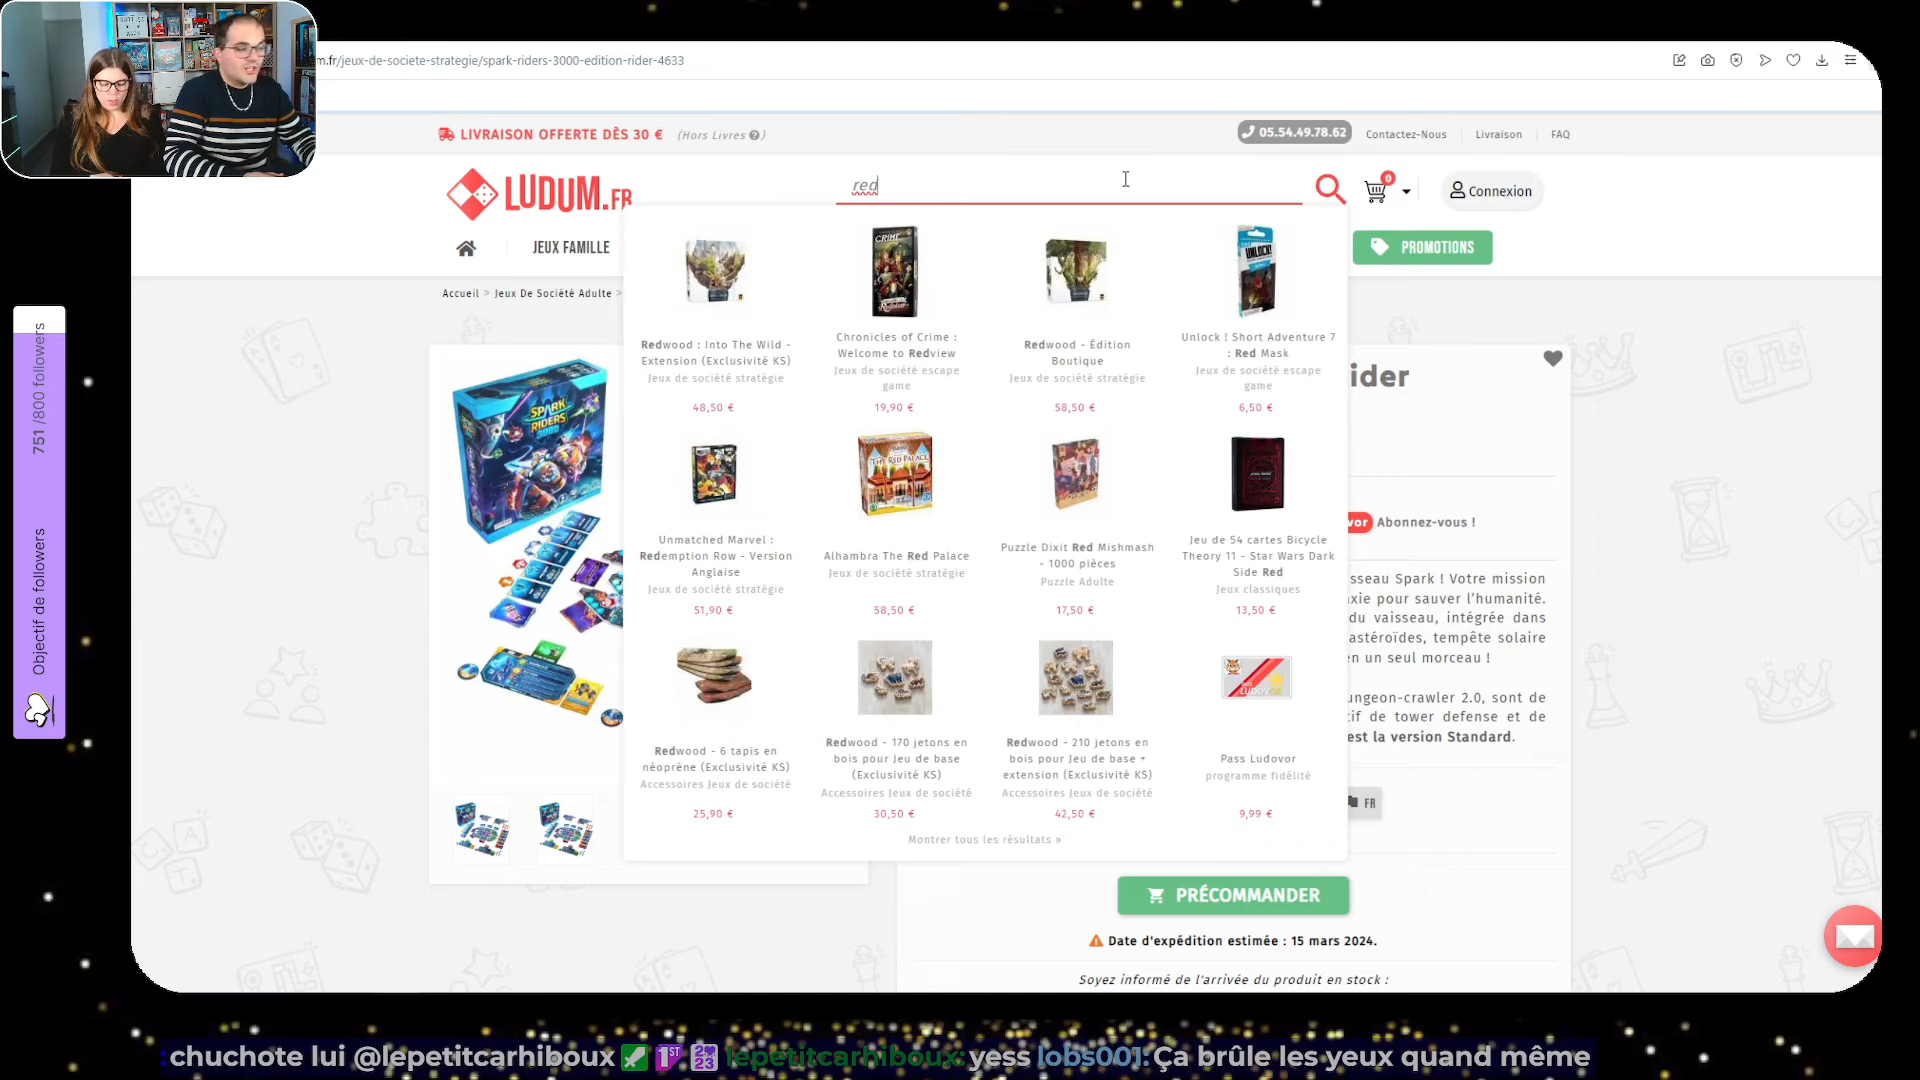 m.fr/jeux-de-societe-strategie/spark-riders-3000-edition-rider-4633
LIVRAISON OFFERTE DÈS 30 € (Hors Livres ?)
05.54.49.78.62
Contactez-Nous
Livraison
FAQ
LUDUM.FR
red
0
Connexion
JEUX FAMILLE
PROMOTIONS
Accueil > Jeux De Société Adulte >
Redwood : Into The Wild -
Extension (Exclusivité KS)
Jeux de société stratégie
48,50 €
Chronicles of Crime :
Welcome to Redview
Jeux de société escape
game
19,90 €
Redwood - Édition
Boutique
Jeux de société stratégie
58,50 €
Unlock ! Short Adventure 7
: Red Mask
Jeux de société escape
game
6,50 €
Unmatched Marvel :
Redemption Row - Version
Anglaise
Jeux de société stratégie
51,90 €
Alhambra The Red Palace
Jeux de société stratégie
58,50 €
Puzzle Dixit Red Mishmash
- 1000 pièces
Puzzle Adulte
17,50 €
Jeu de 54 cartes Bicycle
Theory 11 - Star Wars Dark
Side Red
Jeux classiques
13,50 €
Redwood - 6 tapis en
néoprène (Exclusivité KS)
Accessoires Jeux de société
25,90 €
Redwood - 170 jetons en
bois pour Jeu de base
(Exclusivité KS)
Accessoires Jeux de société
30,50 €
Redwood - 210 jetons en
bois pour Jeu de base +
extension (Exclusivité KS)
Accessoires Jeux de société
42,50 €
Pass Ludovor
programme fidélité
9,99 €
Montrer tous les résultats »
SPARK
RIDERS
3000
CRIME
UNLOCK!
THE RED PALACE
ider
vor Abonnez-vous !
sseau Spark ! Votre mission
xie pour sauver l'humanité.
du vaisseau, intégrée dans
astéroïdes, tempête solaire
n un seul morceau !
ungeon-crawler 2.0, sont de
tif de tower defense et de
est la version Standard.
FR
PRÉCOMMANDER
Date d'expédition estimée : 15 mars 2024.
Soyez informé de l'arrivée du produit en stock :
Objectif de followers
751 /800 followers
: chuchote lui @lepetitcarhiboux 1ST 2023 lepetitcarhiboux: yess lobs001: Ça brûle les yeux quand même